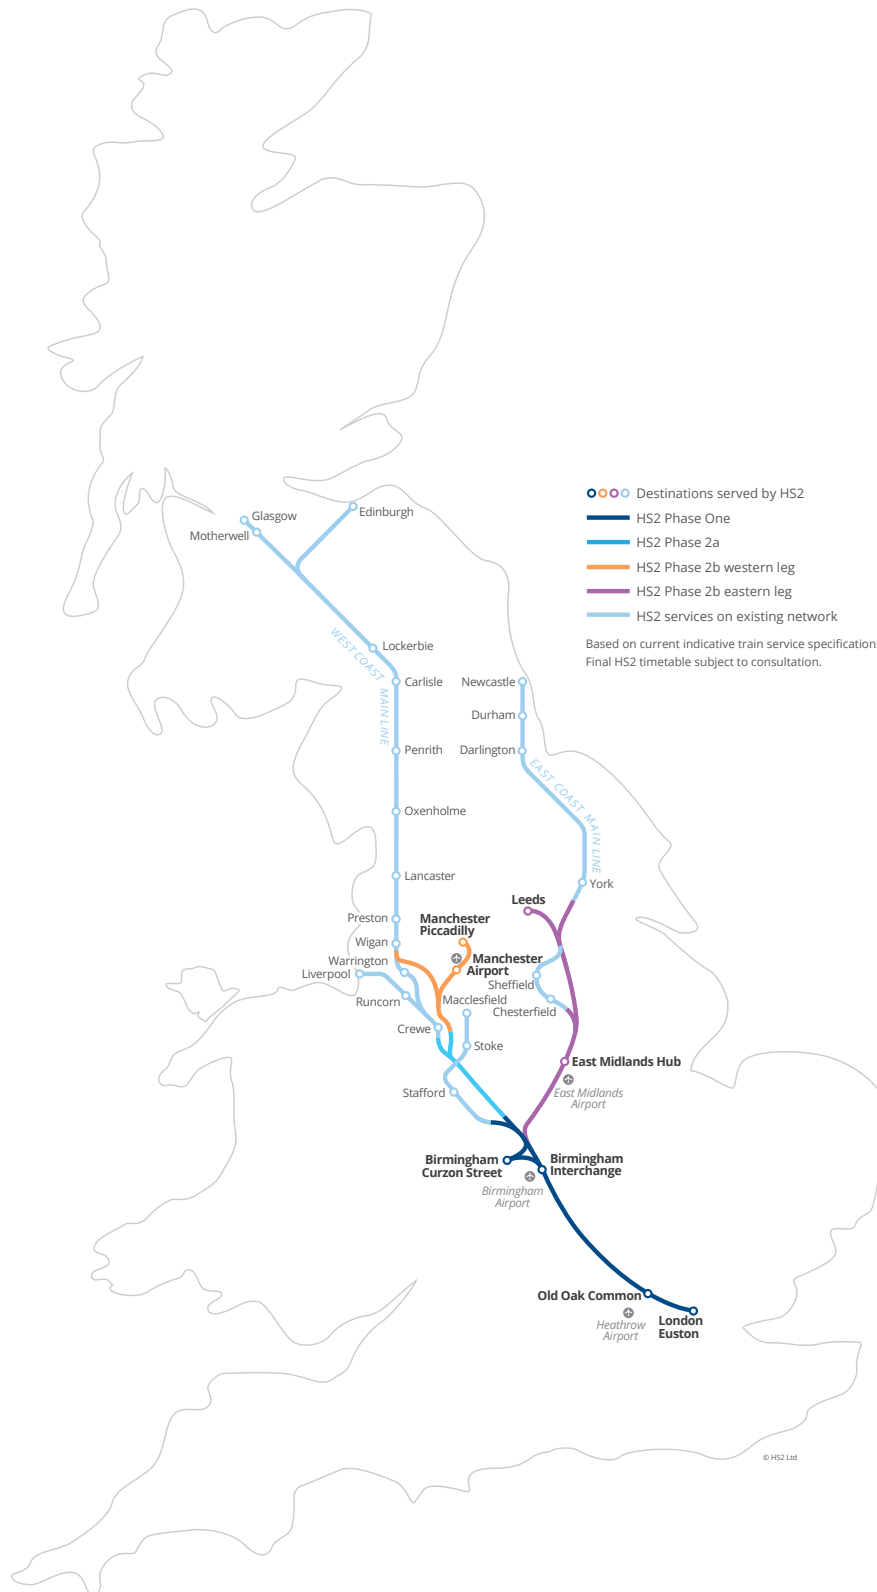 Glasgow
Edinburgh
Motherwell
Destinations served by HS2
HS2 Phase One
HS2 Phase 2a
HS2 Phase 2b western leg
HS2 Phase 2b eastern leg
HS2 services on existing network
Based on current indicative train service specification
Final HS2 timetable subject to consultation.
WEST COAST MAIN LINE
Lockerbie
Carlisle
Newcastle
Durham
Penrith
Darlington
EAST COAST MAIN LINE
Oxenholme
Lancaster
York
Leeds
Preston
Manchester
Piccadilly
Wigan
Warrington
Manchester
Airport
Liverpool
Sheffield
Runcorn
Macclesfield
Chesterfield
Crewe
Stoke
East Midlands Hub
Stafford
East Midlands
Airport
Birmingham
Curzon Street
Birmingham
Interchange
Birmingham
Airport
Old Oak Common
Heathrow
Airport
London
Euston
© HS2 Ltd